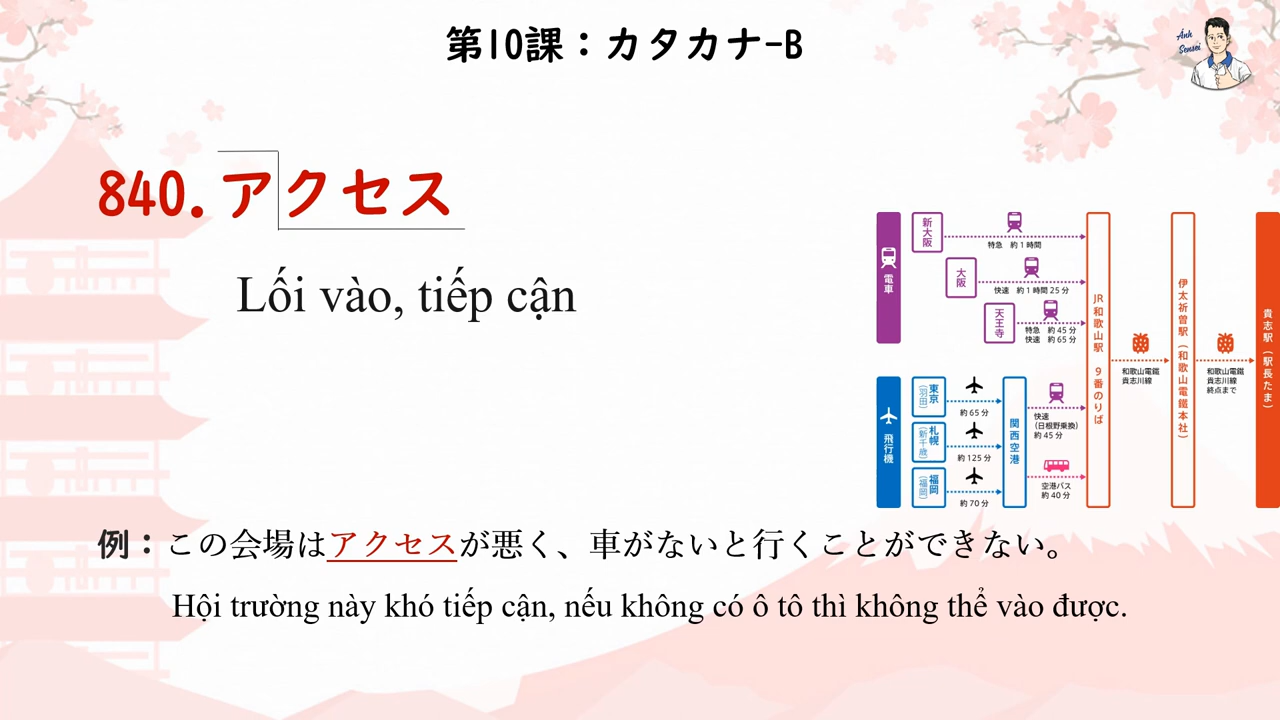 第10課：カタカナ-B
Anh
Sensei
840. アクセス
Lối vào, tiếp cận
電車
新大阪
特急 約1時間
大阪
快速 約1時間25分
天王寺
特急 約45分
快速 約65分
飛行機
東京
(羽田)
約65分
札幌
(新千歳)
約125分
福岡
(福岡)
約70分
関西空港
快速
(日根野乗換)
約45分
空港バス
約40分
JR和歌山駅 9番のりば
和歌山電鐵
貴志川線
伊太祈曽駅(和歌山電鐵本社)
和歌山電鐵
貴志川線
終点まで
貴志駅(駅長たま)
例：この会場はアクセスが悪く、車がないと行くことができない。
Hội trường này khó tiếp cận, nếu không có ô tô thì không thể vào được.